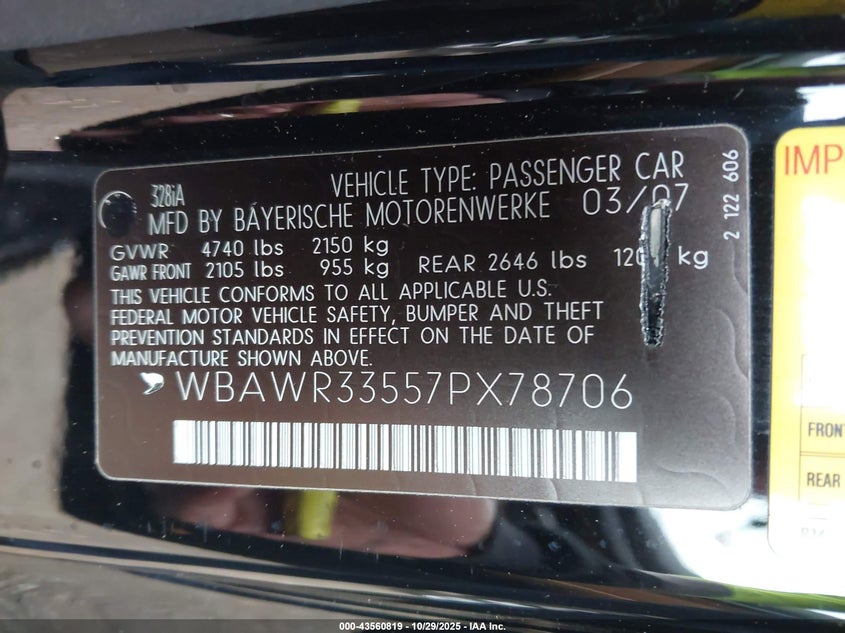 328iA
VEHICLE TYPE: PASSENGER CAR
MFD BY BAYERISCHE MOTORENWERKE 03/07
GVWR 4740 lbs 2150 kg
GAWR FRONT 2105 lbs 955 kg REAR 2646 lbs kg
THIS VEHICLE CONFORMS TO ALL APPLICABLE U.S.
FEDERAL MOTOR VEHICLE SAFETY, BUMPER AND THEFT
PREVENTION STANDARDS IN EFFECT ON THE DATE OF
MANUFACTURE SHOWN ABOVE.
WBAWR33557PX78706
2 122 606
IMP
FRONT
REAR
000-43560819 - 10/29/2025 - IAA Inc.